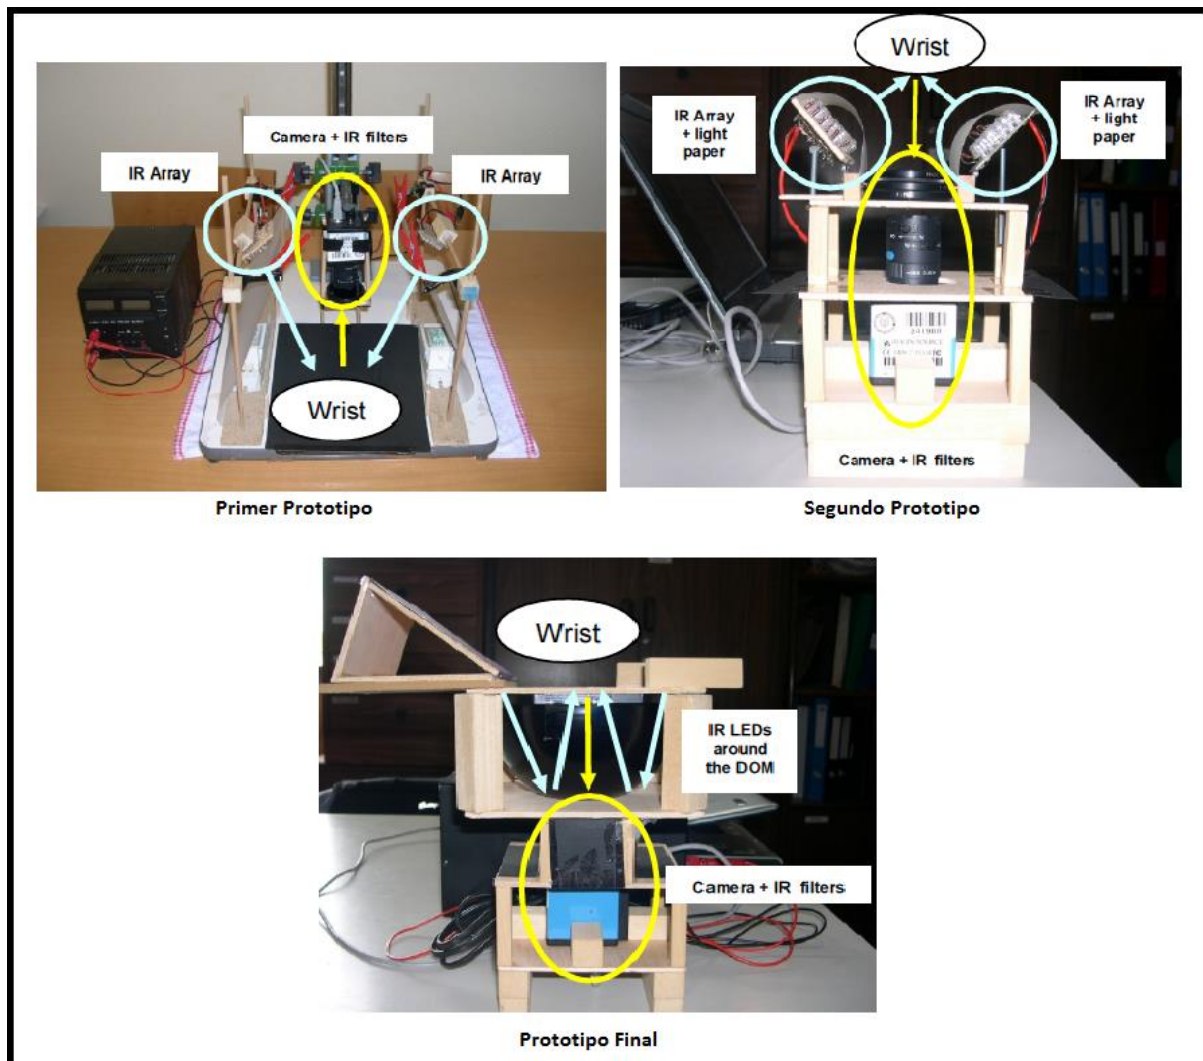 Wrist
Camera + IR filters
IR Array
IR Array
Wrist
Primer Prototipo
IR Array
+ light
paper
IR Array
+ light
paper
241900
Camera + IR filters
Segundo Prototipo
Wrist
IR LEDs
around
the DOM
Camera + IR filters
Prototipo Final